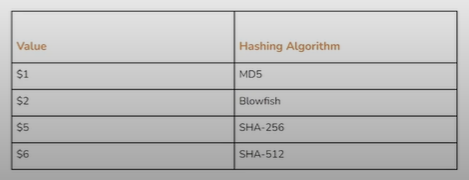 Value Hashing Algorithm
$1 MD5
$2 Blowfish
$5 SHA-256
$6 SHA-512